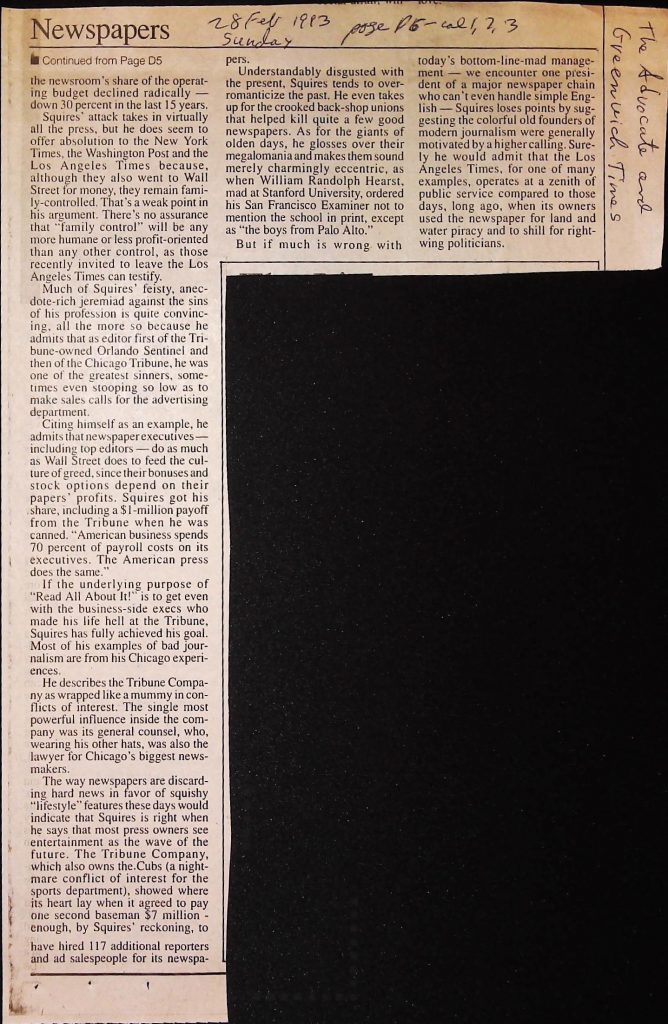 Newspapers
28 Feb 1993
Sunday
page D6 - col 1, 2, 3
The Advocate and
Greenwich Times
Continued from Page D5
the newsroom's share of the operat-
ing budget declined radically —
down 30 percent in the last 15 years.
Squires' attack takes in virtually
all the press, but he does seem to
offer absolution to the New York
Times, the Washington Post and the
Los Angeles Times because,
although they also went to Wall
Street for money, they remain fami-
ly-controlled. That's a weak point in
his argument. There's no assurance
that "family control" will be any
more humane or less profit-oriented
than any other control, as those
recently invited to leave the Los
Angeles Times can testify.
Much of Squires' feisty, anec-
dote-rich jeremiad against the sins
of his profession is quite convinc-
ing, all the more so because he
admits that as editor first of the Tri-
bune-owned Orlando Sentinel and
then of the Chicago Tribune, he was
one of the greatest sinners, some-
times even stooping so low as to
make sales calls for the advertising
department.
Citing himself as an example, he
admits that newspaper executives —
including top editors — do as much
as Wall Street does to feed the cul-
ture of greed, since their bonuses and
stock options depend on their
papers' profits. Squires got his
share, including a $1-million payoff
from the Tribune when he was
canned. "American business spends
70 percent of payroll costs on its
executives. The American press
does the same."
If the underlying purpose of
"Read All About It!" is to get even
with the business-side execs who
made his life hell at the Tribune,
Squires has fully achieved his goal.
Most of his examples of bad jour-
nalism are from his Chicago experi-
ences.
He describes the Tribune Compa-
ny as wrapped like a mummy in con-
flicts of interest. The single most
powerful influence inside the com-
pany was its general counsel, who,
wearing his other hats, was also the
lawyer for Chicago's biggest news-
makers.
The way newspapers are discard-
ing hard news in favor of squishy
"lifestyle" features these days would
indicate that Squires is right when
he says that most press owners see
entertainment as the wave of the
future. The Tribune Company,
which also owns the Cubs (a night-
mare conflict of interest for the
sports department), showed where
its heart lay when it agreed to pay
one second baseman $7 million -
enough, by Squires' reckoning, to
have hired 117 additional reporters
and ad salespeople for its newspa-
pers.
Understandably disgusted with
the present, Squires tends to over-
romanticize the past. He even takes
up for the crooked back-shop unions
that helped kill quite a few good
newspapers. As for the giants of
olden days, he glosses over their
megalomania and makes them sound
merely charmingly eccentric, as
when William Randolph Hearst,
mad at Stanford University, ordered
his San Francisco Examiner not to
mention the school in print, except
as "the boys from Palo Alto."
But if much is wrong with
today's bottom-line-mad manage-
ment — we encounter one presi-
dent of a major newspaper chain
who can't even handle simple Eng-
lish — Squires loses points by sug-
gesting the colorful old founders of
modern journalism were generally
motivated by a higher calling. Sure-
ly he would admit that the Los
Angeles Times, for one of many
examples, operates at a zenith of
public service compared to those
days, long ago, when its owners
used the newspaper for land and
water piracy and to shill for right-
wing politicians.